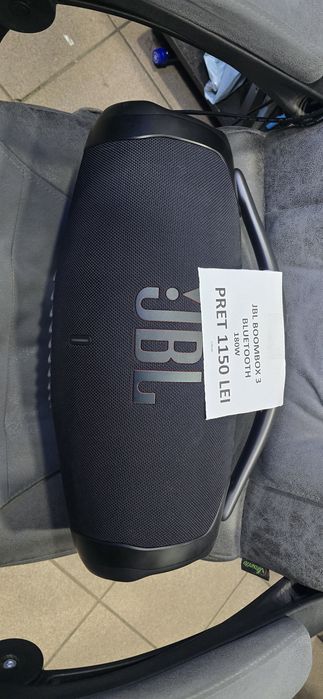 JBL
JBL BOOMBOX 3
BLUETOOTH
180W
PRET 1150 LEI